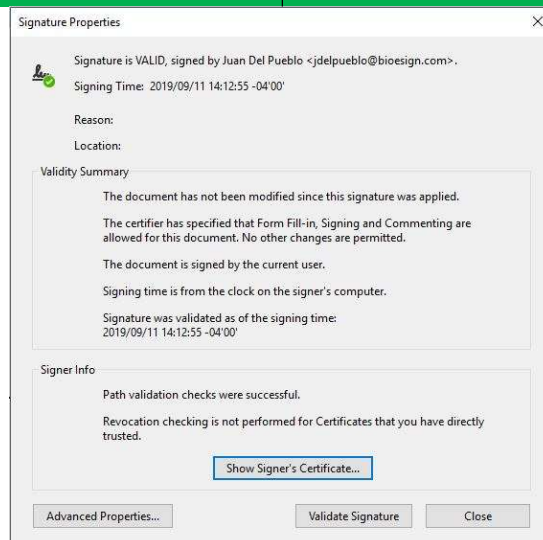 Signature Properties
Signature is VALID, signed by Juan Del Pueblo <jdelpueblo@bioesign.com>.
Signing Time: 2019/09/11 14:12:55 -04'00'
Reason:
Location:
Validity Summary
The document has not been modified since this signature was applied.
The certifier has specified that Form Fill-in, Signing and Commenting are
allowed for this document. No other changes are permitted.
The document is signed by the current user.
Signing time is from the clock on the signer's computer.
Signature was validated as of the signing time:
2019/09/11 14:12:55 -04'00'
Signer Info
Path validation checks were successful.
Revocation checking is not performed for Certificates that you have directly
trusted.
Show Signer's Certificate...
Advanced Properties... Validate Signature Close